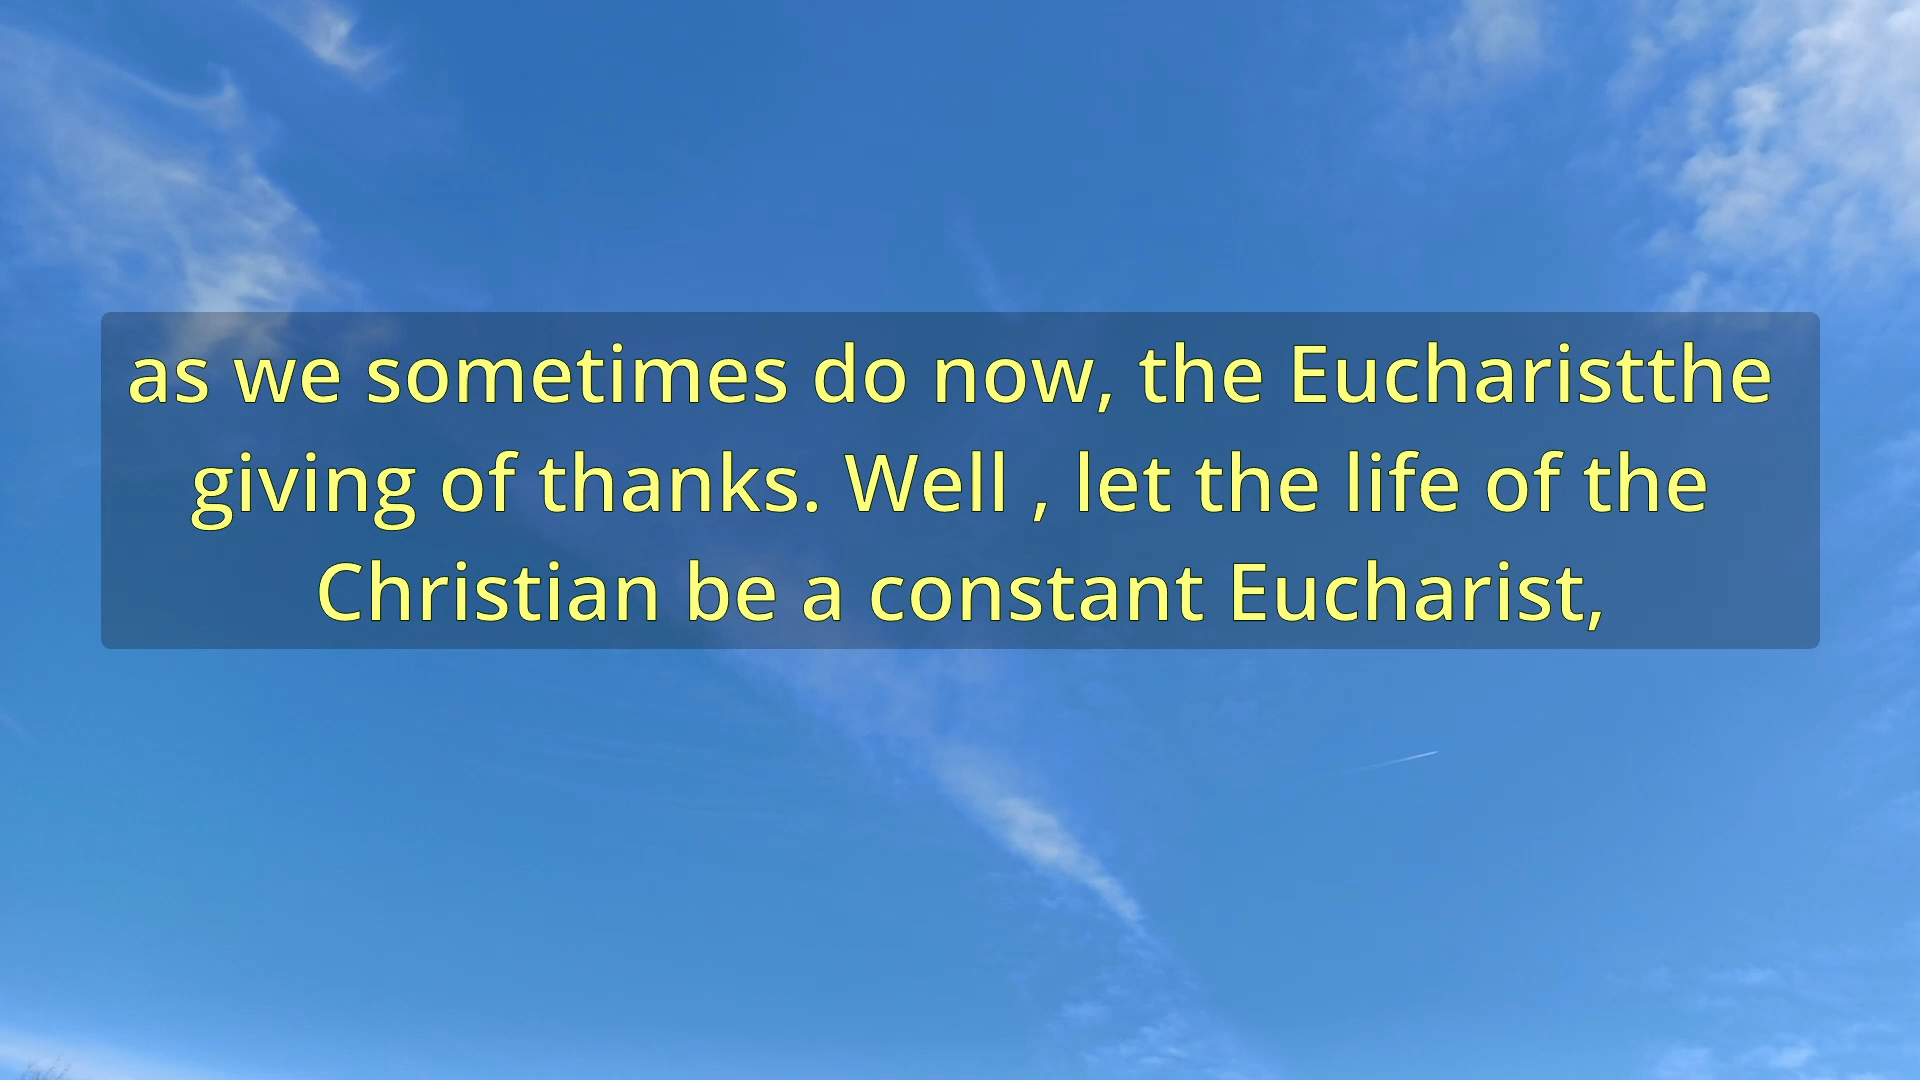 as we sometimes do now, the Eucharistthe
giving of thanks. Well , let the life of the
Christian be a constant Eucharist,